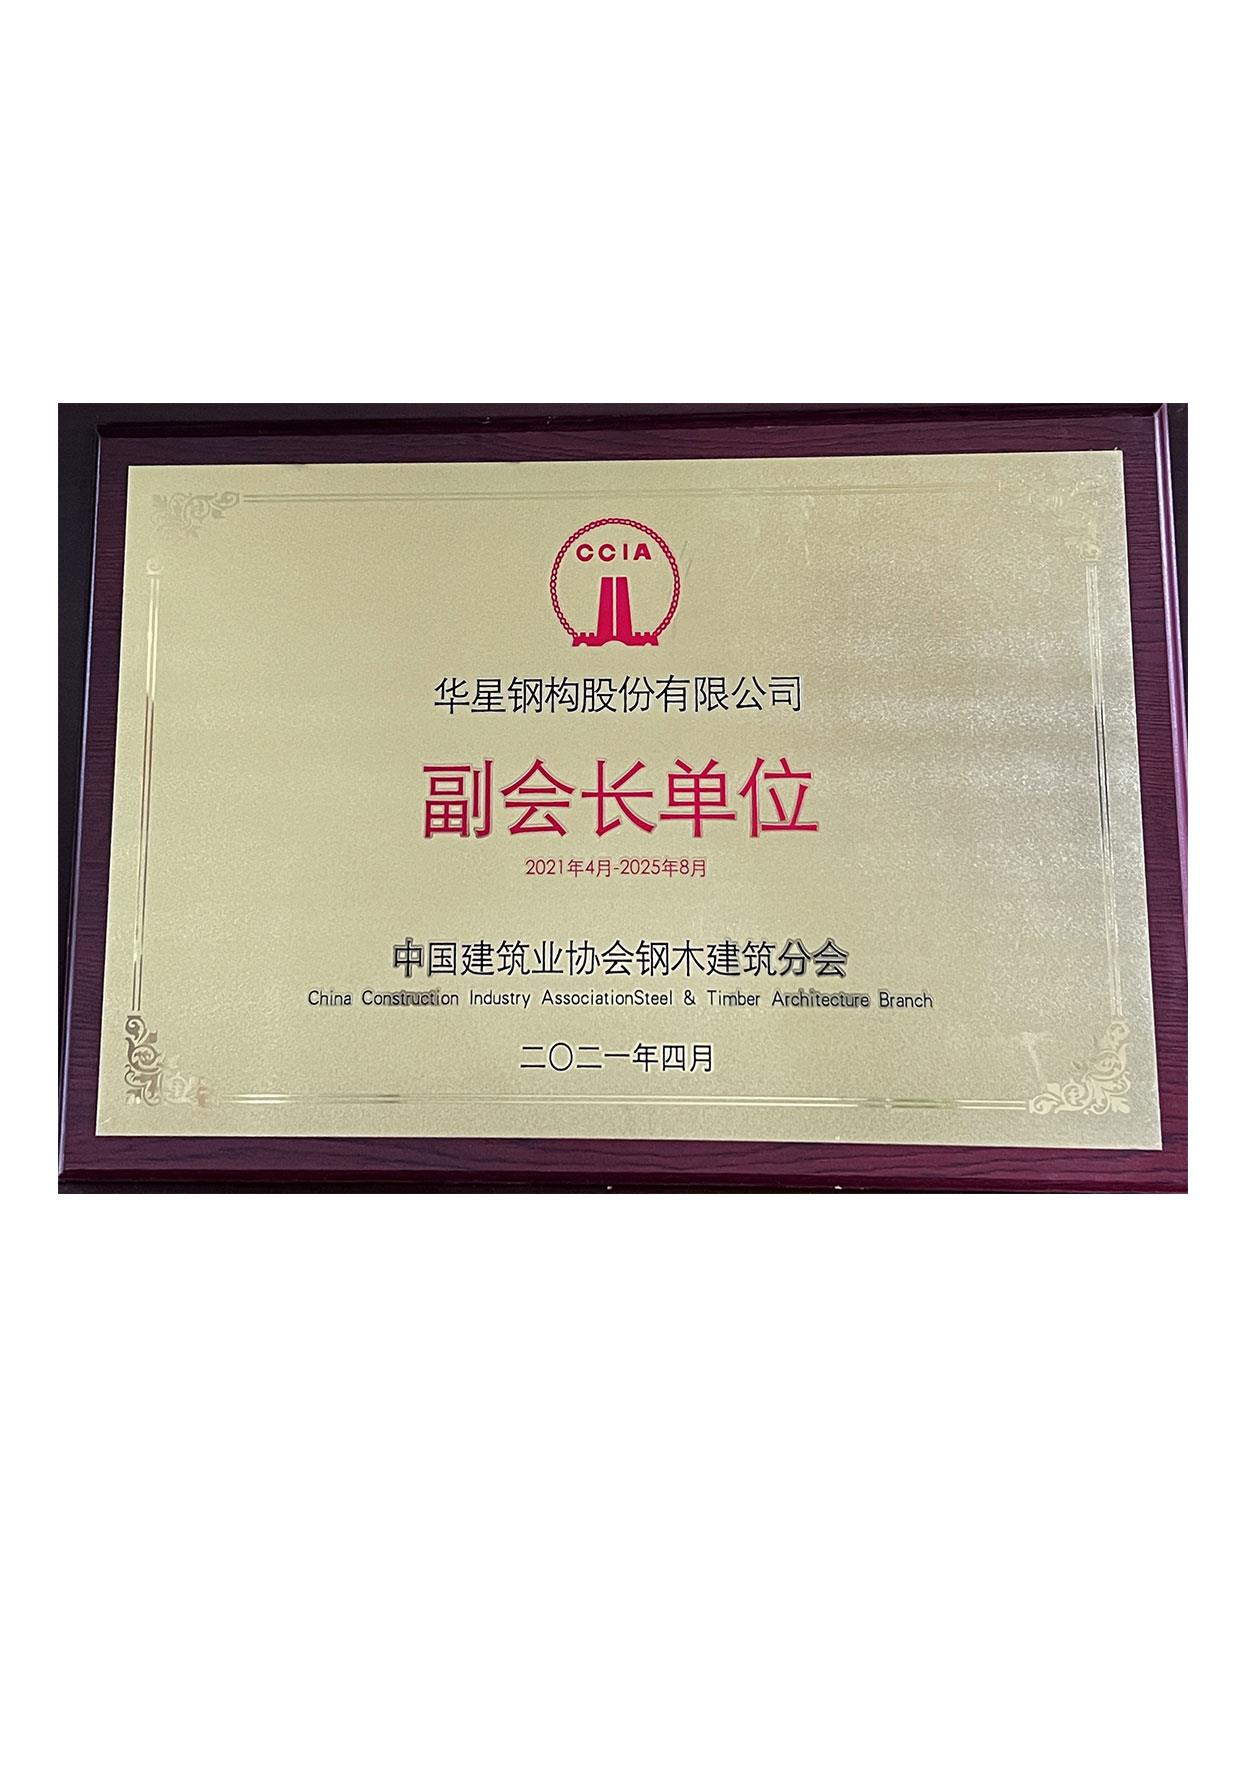 CCIA
华星钢构股份有限公司
副会长单位
2021年4月-2025年8月
中国建筑业协会钢木建筑分会
China Construction Industry AssociationSteel & Timber Architecture Branch
二〇二一年四月